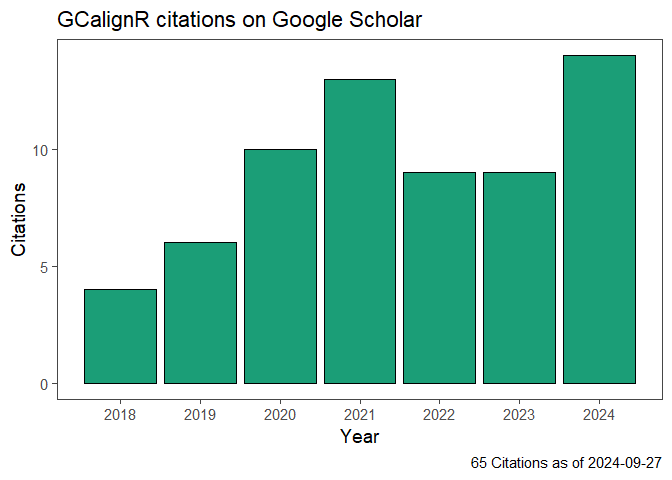 GCalignR citations on Google Scholar
Citations
10
5
0
2018 2019 2020 2021 2022 2023 2024
Year
65 Citations as of 2024-09-27